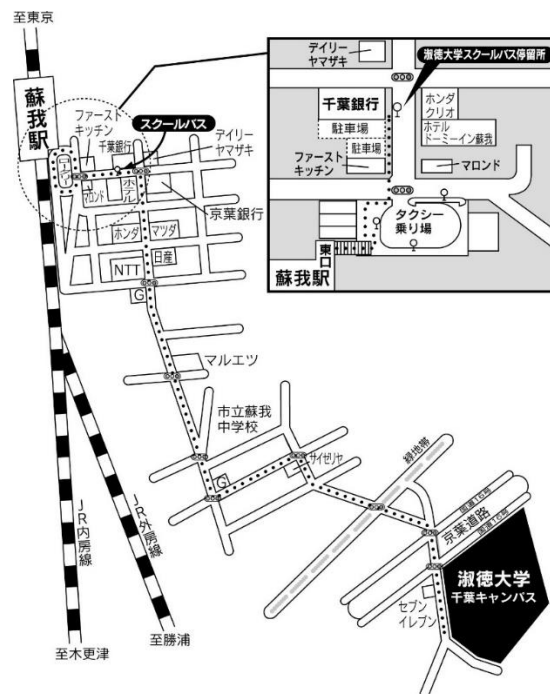 至東京
蘇我駅
ファースト
キッチン
千葉銀行
スクールバス
デイリー
ヤマザキ
ロータリー
マロンド
ホテル
京葉銀行
ホンダ
マツダ
日産
NTT
G
マルエツ
市立蘇我
中学校
G
サイゼリヤ
緑地帯
国道16号
京葉道路
国道16号
淑徳大学
千葉キャンパス
セブン
イレブン
JR内房線
JR外房線
至木更津
至勝浦
デイリー
ヤマザキ
淑徳大学スクールバス停留所
千葉銀行
駐車場
駐車場
ファースト
キッチン
ホンダ
クリオ
ホテル
ドーミーイン蘇我
マロンド
タクシー
乗り場
東口
蘇我駅